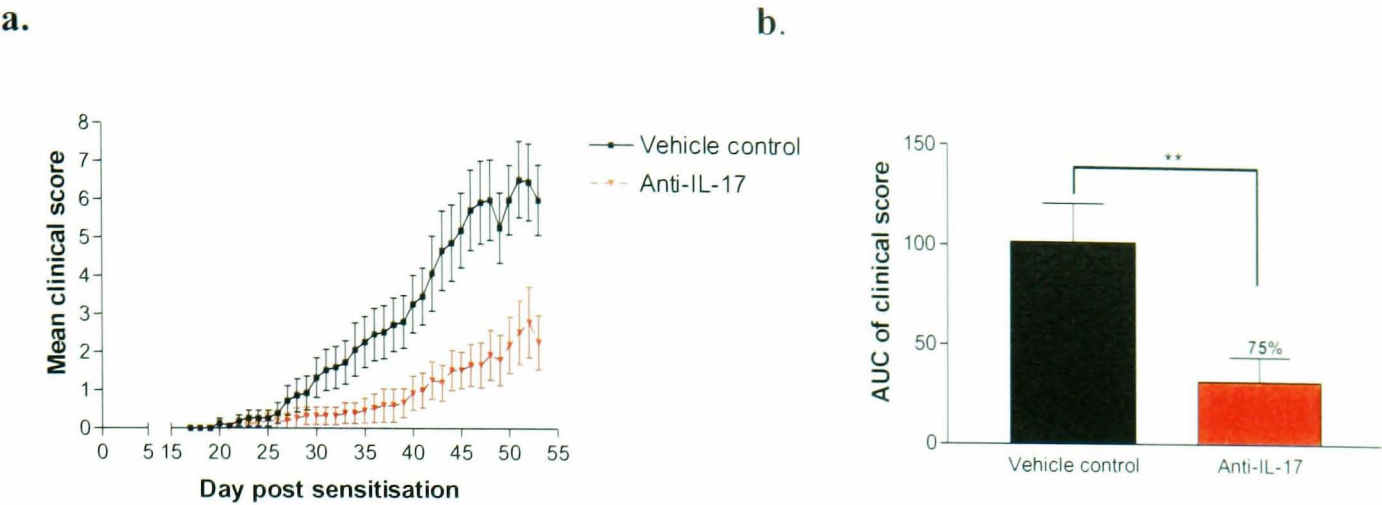 a.
b.
8
7
6
5
4
3
2
1
0
Mean clinical score
0 5 15 20 25 30 35 40 45 50 55
Day post sensitisation
Vehicle control
Anti-IL-17
150
100
50
0
AUC of clinical score
**
75%
Vehicle control Anti-IL-17